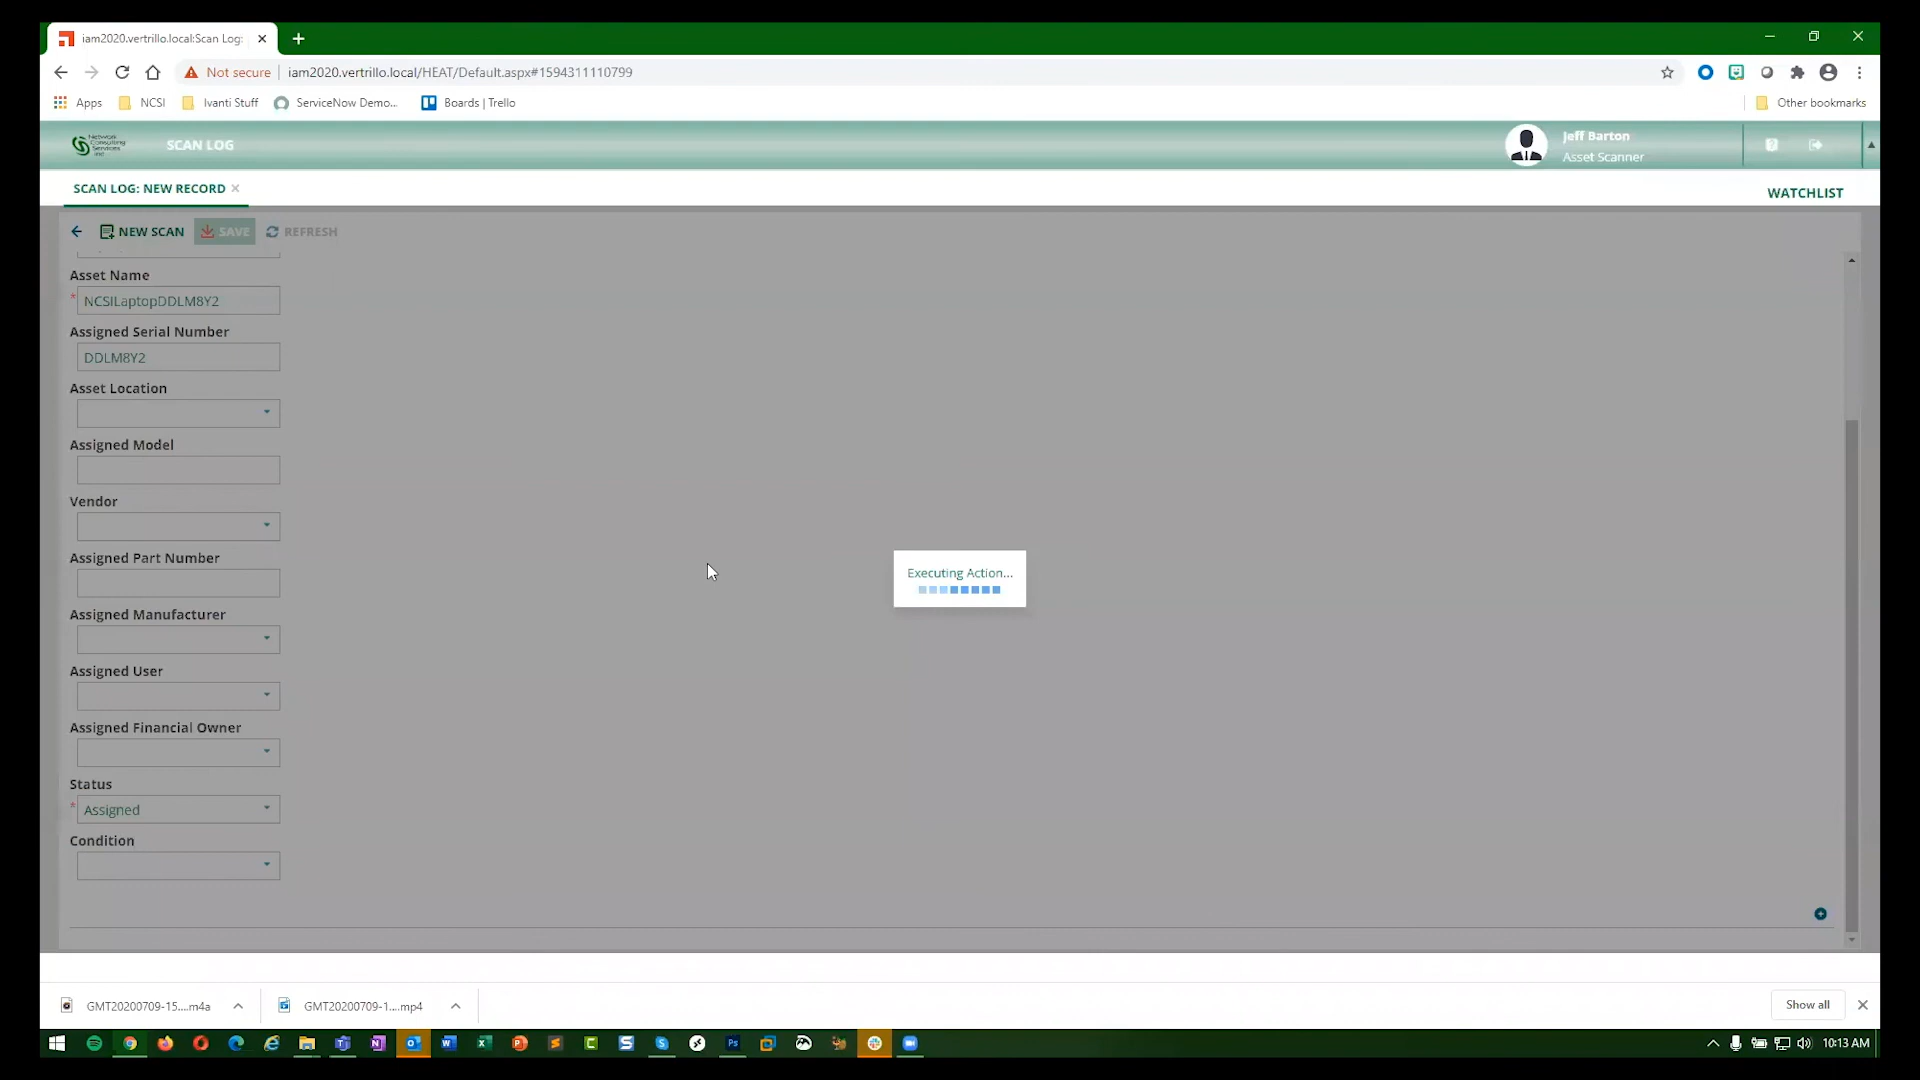 iam2020.vertrillo.local:Scan Log:
Not secure
iam2020.vertrillo.local/HEAT/Default.aspx#1594311110799
Apps
NCSI
Ivanti Stuff
ServiceNow Demo...
Boards | Trello
Other bookmarks
Network
Consulting
Services
Inc
SCAN LOG
Jeff Barton
Asset Scanner
SCAN LOG: NEW RECORD
WATCHLIST
NEW SCAN
SAVE
REFRESH
Asset Name
* NCSILaptopDDLM8Y2
Assigned Serial Number
DDLM8Y2
Asset Location
Assigned Model
Vendor
Assigned Part Number
Assigned Manufacturer
Assigned User
Assigned Financial Owner
Status
* Assigned
Condition
Executing Action...
GMT20200709-15....m4a
GMT20200709-1....mp4
Show all
10:13 AM